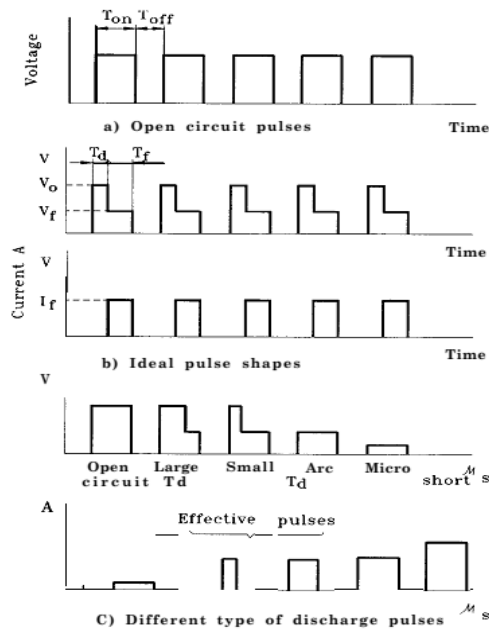 Ton Toff
Voltage
a) Open circuit pulses Time
V Td Tf
Vo
Vf
Time
V
Current A
If
Time
b) Ideal pulse shapes
V
Open Large Small Arc Micro
circuit Td Td short μ s
A
Effective pulses
μ s
C) Different type of discharge pulses